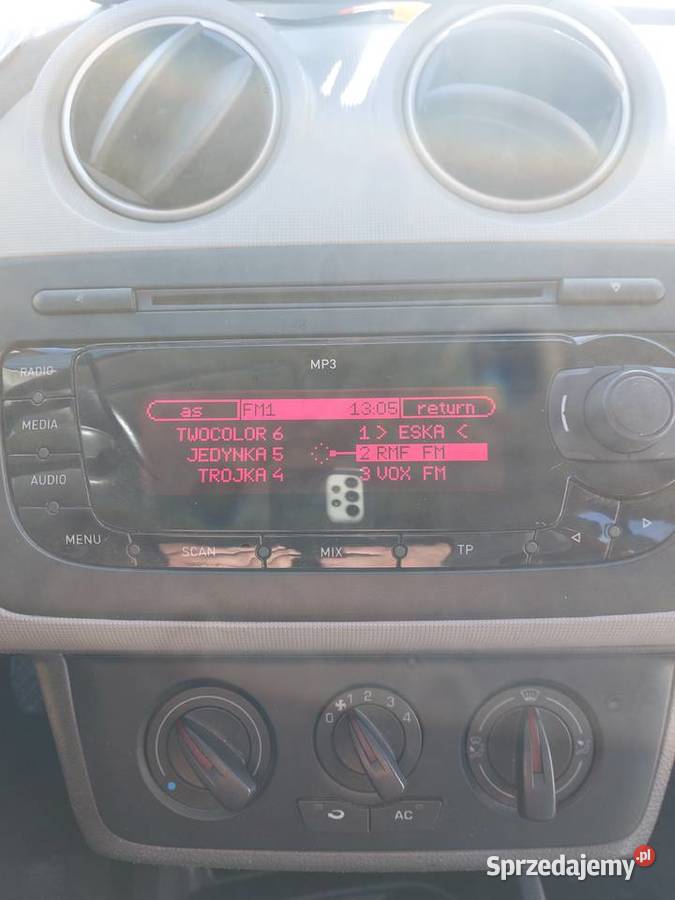 MP3
RADIO
MEDIA
AUDIO
MENU
as FM1 13:05 return
TWOCOLOR 6 1 > ESKA <
JEDYNKA 5 2 RMF FM
TROJKA 4 3 VOX FM
SCAN MIX TP
0 1 2 3 4
AC
Sprzedajemy.pl